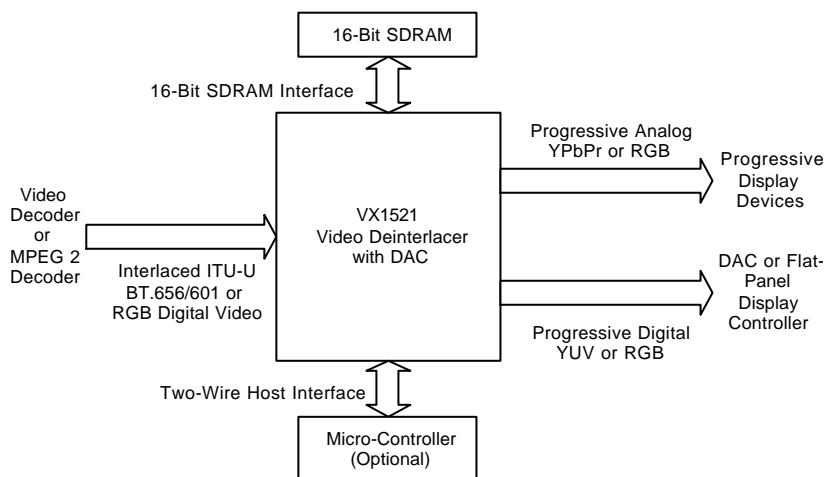 16-Bit SDRAM
16-Bit SDRAM Interface
Progressive Analog
YPbPr or RGB
Progressive
Display
Devices
Video
Decoder
or
MPEG 2
Decoder
VX1521
Video Deinterlacer
with DAC
Interlaced ITU-U
BT.656/601 or
RGB Digital Video
DAC or Flat-
Panel
Display
Controller
Progressive Digital
YUV or RGB
Two-Wire Host Interface
Micro-Controller
(Optional)